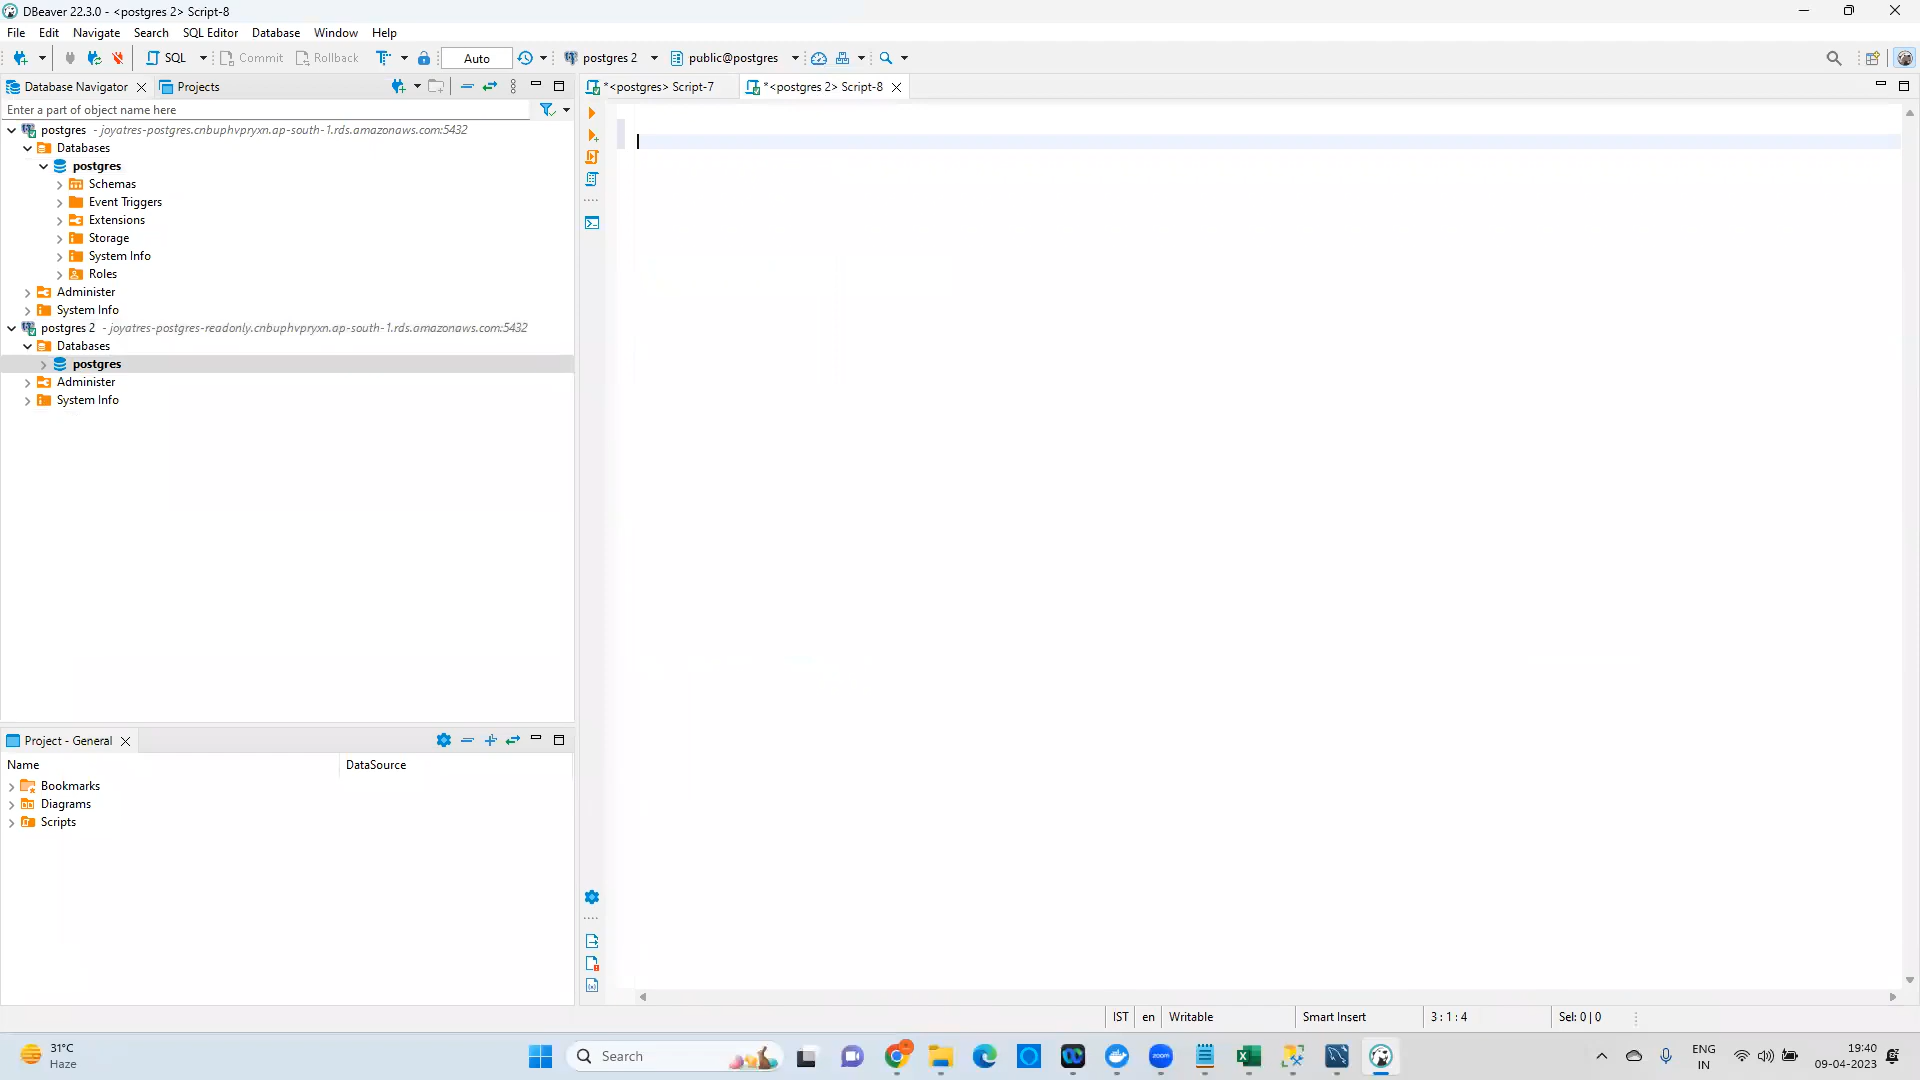 DBeaver 22.3.0 - <postgres 2> Script-8
File Edit Navigate Search SQL Editor Database Window Help
SQL Commit Rollback Auto postgres 2 public@postgres
Database Navigator Projects
*<postgres> Script-7 *<postgres 2> Script-8
Enter a part of object name here
postgres - joyatres-postgres.cnbuphvpryxn.ap-south-1.rds.amazonaws.com:5432
Databases
postgres
Schemas
Event Triggers
Extensions
Storage
System Info
Roles
Administer
System Info
postgres 2 - joyatres-postgres-readonly.cnbuphvpryxn.ap-south-1.rds.amazonaws.com:5432
Databases
postgres
Administer
System Info
Project - General
Name DataSource
Bookmarks
Diagrams
Scripts
IST en Writable Smart Insert 3 : 1 : 4 Sel: 0 | 0
31°C
Haze
Search
zoom
ENG
IN
19:40
09-04-2023